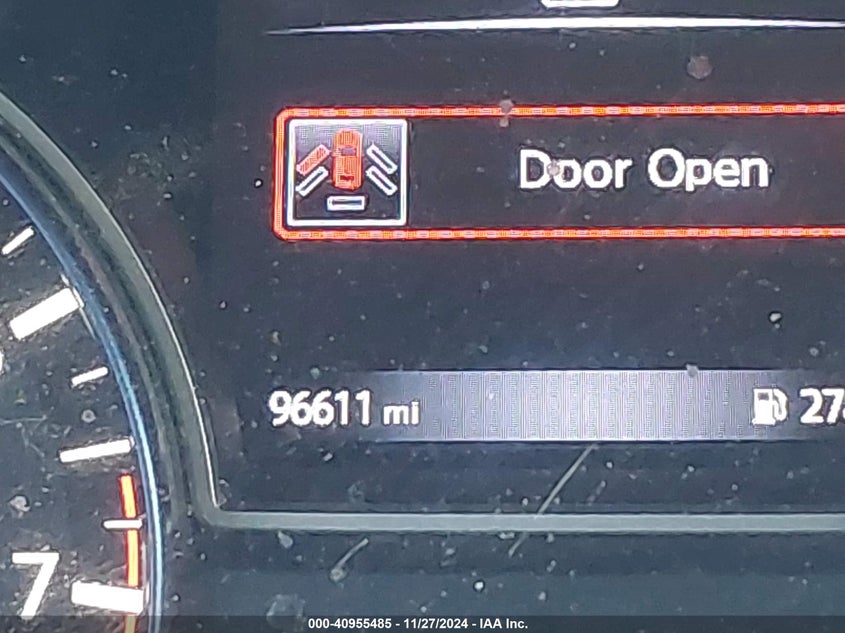 Door Open
96611 mi
7
000-40955485 - 11/27/2024 - IAA Inc.